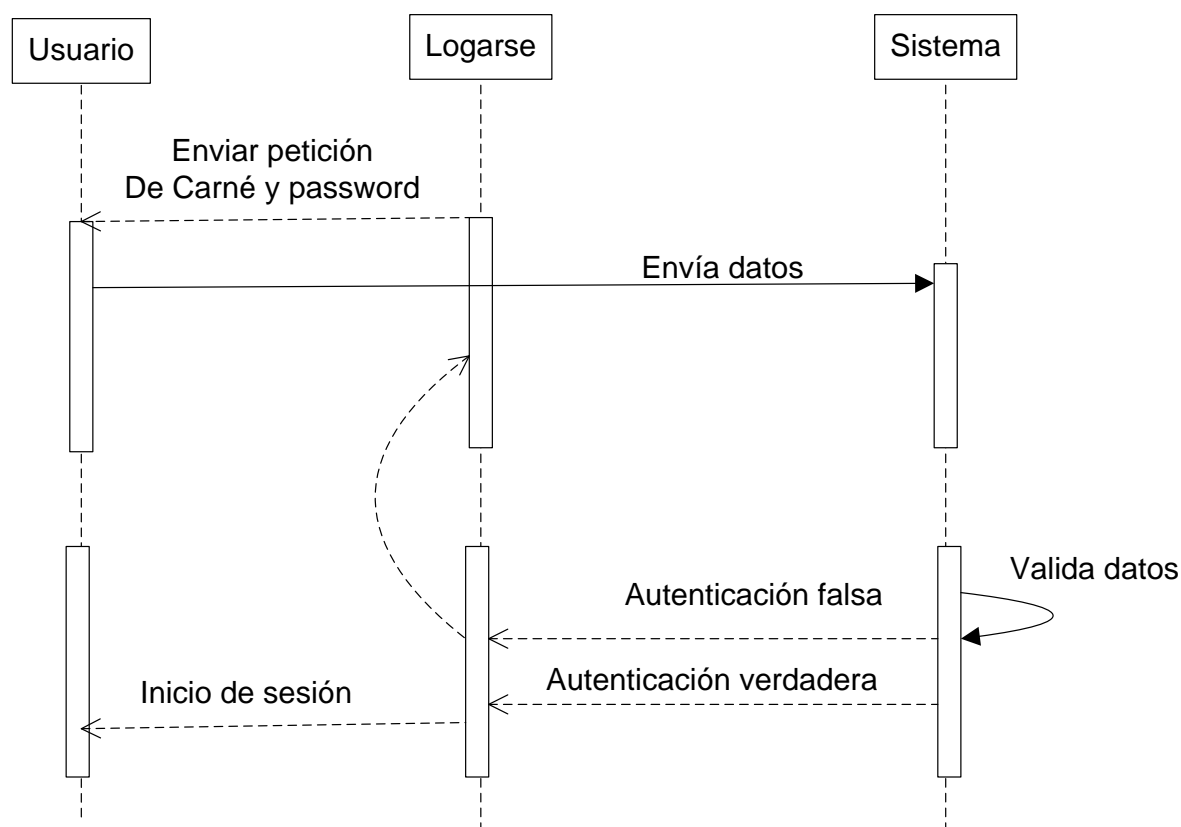 Usuario
Logarse
Sistema
Enviar petición
De Carné y password
Envía datos
Valida datos
Autenticación falsa
Autenticación verdadera
Inicio de sesión